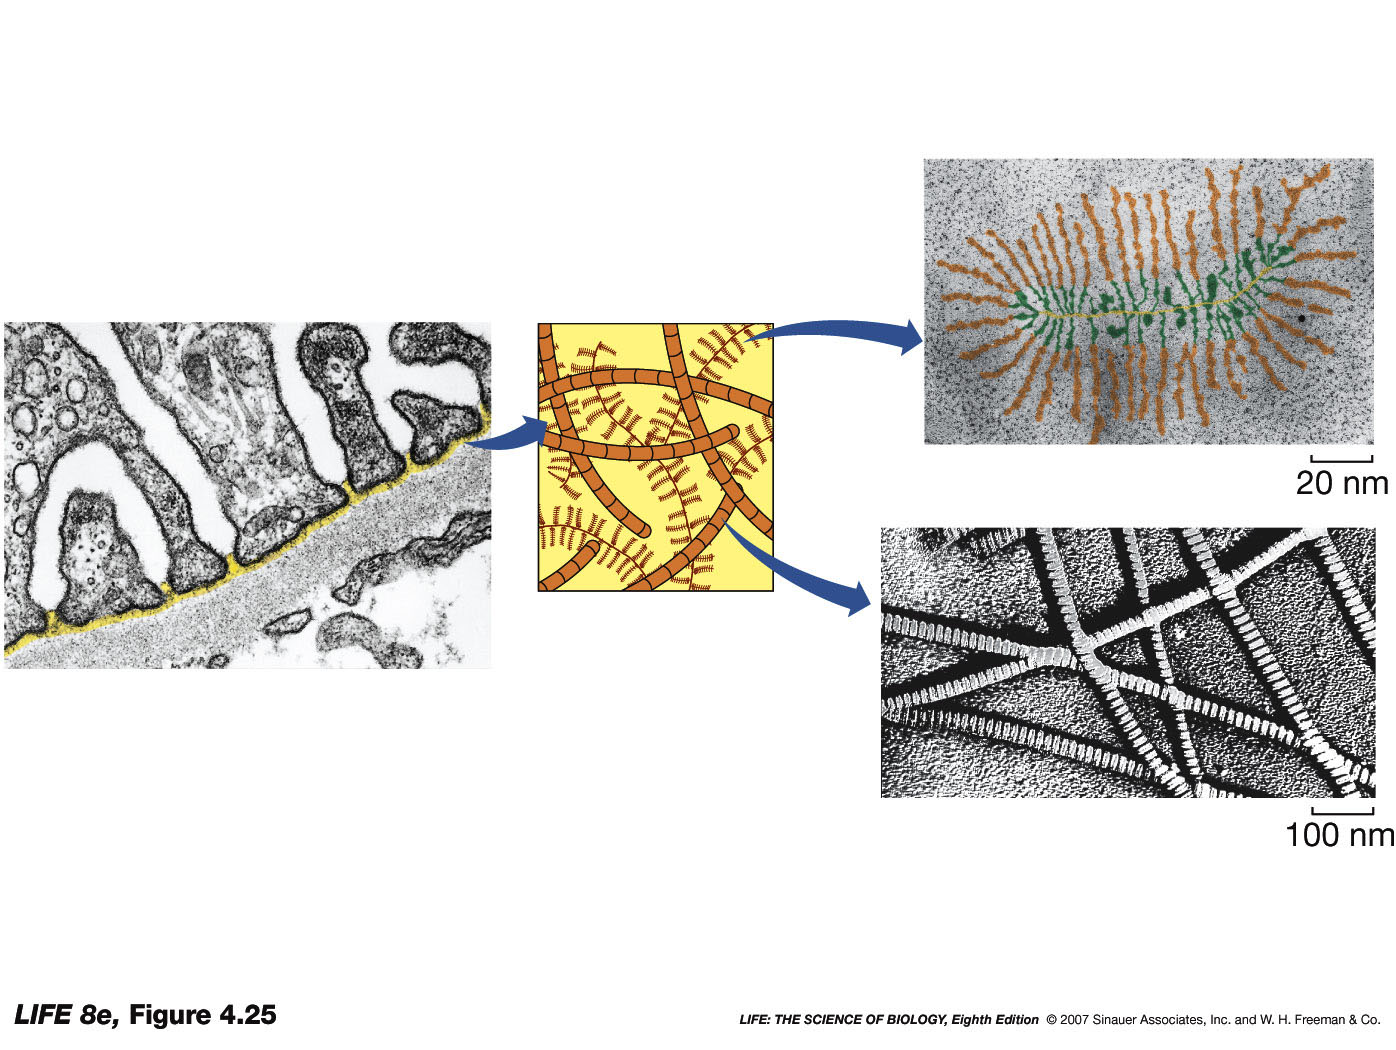 20 nm
100 nm
LIFE 8e, Figure 4.25
LIFE: THE SCIENCE OF BIOLOGY, Eighth Edition © 2007 Sinauer Associates, Inc. and W. H. Freeman & Co.